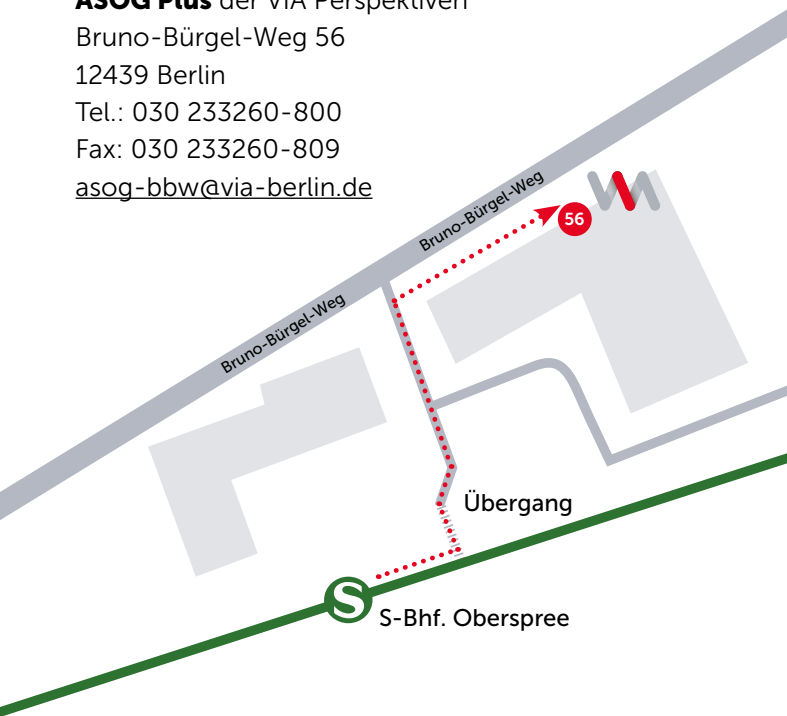 ASOG Plus der VIA Perspektiven
Bruno-Bürgel-Weg 56
12439 Berlin
Tel.: 030 233260-800
Fax: 030 233260-809
asog-bbw@via-berlin.de
Bruno-Bürgel-Weg
56
Bruno-Bürgel-Weg
Übergang
S
S-Bhf. Oberspree